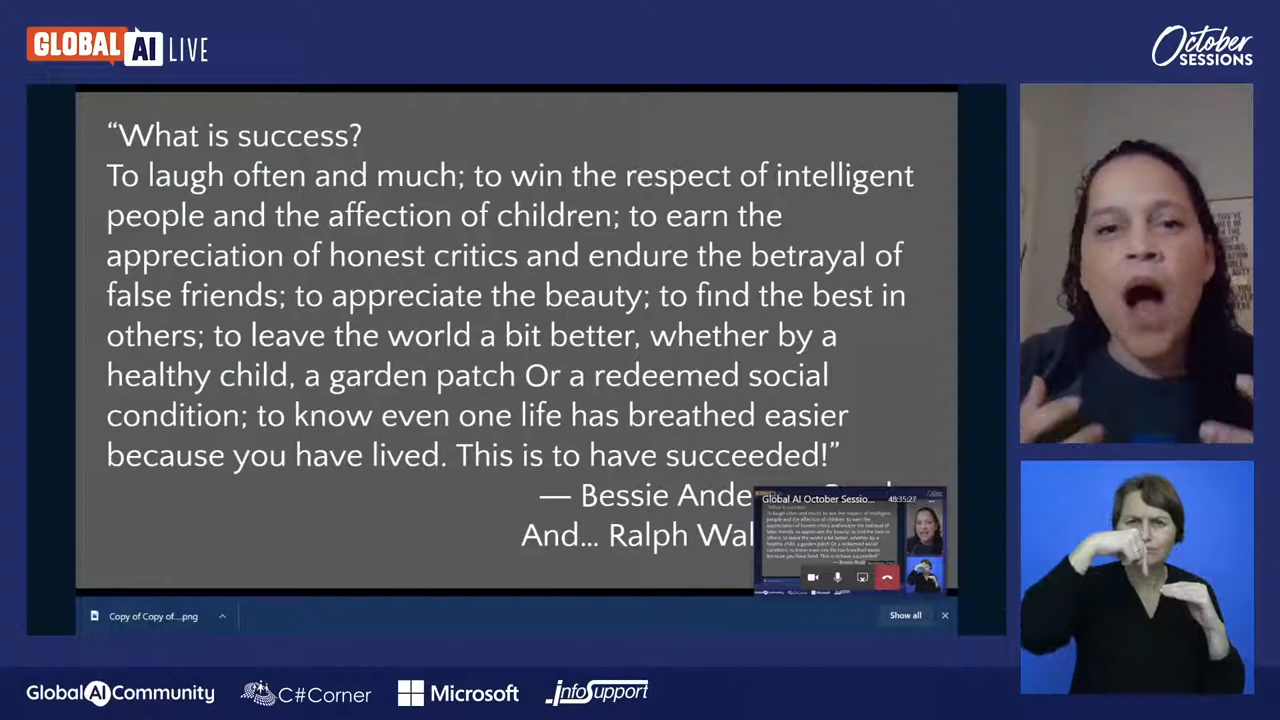 GLOBAL AI LIVE
October
SESSIONS
“What is success?
To laugh often and much; to win the respect of intelligent
people and the affection of children; to earn the
appreciation of honest critics and endure the betrayal of
false friends; to appreciate the beauty; to find the best in
others; to leave the world a bit better, whether by a
healthy child, a garden patch Or a redeemed social
condition; to know even one life has breathed easier
because you have lived. This is to have succeeded!”
— Bessie Ande
And... Ralph Wal
Global AI October Sessio...
48:35:27
Copy of Copy of....png
Show all
Global AI Community
C#Corner
Microsoft
infoSupport